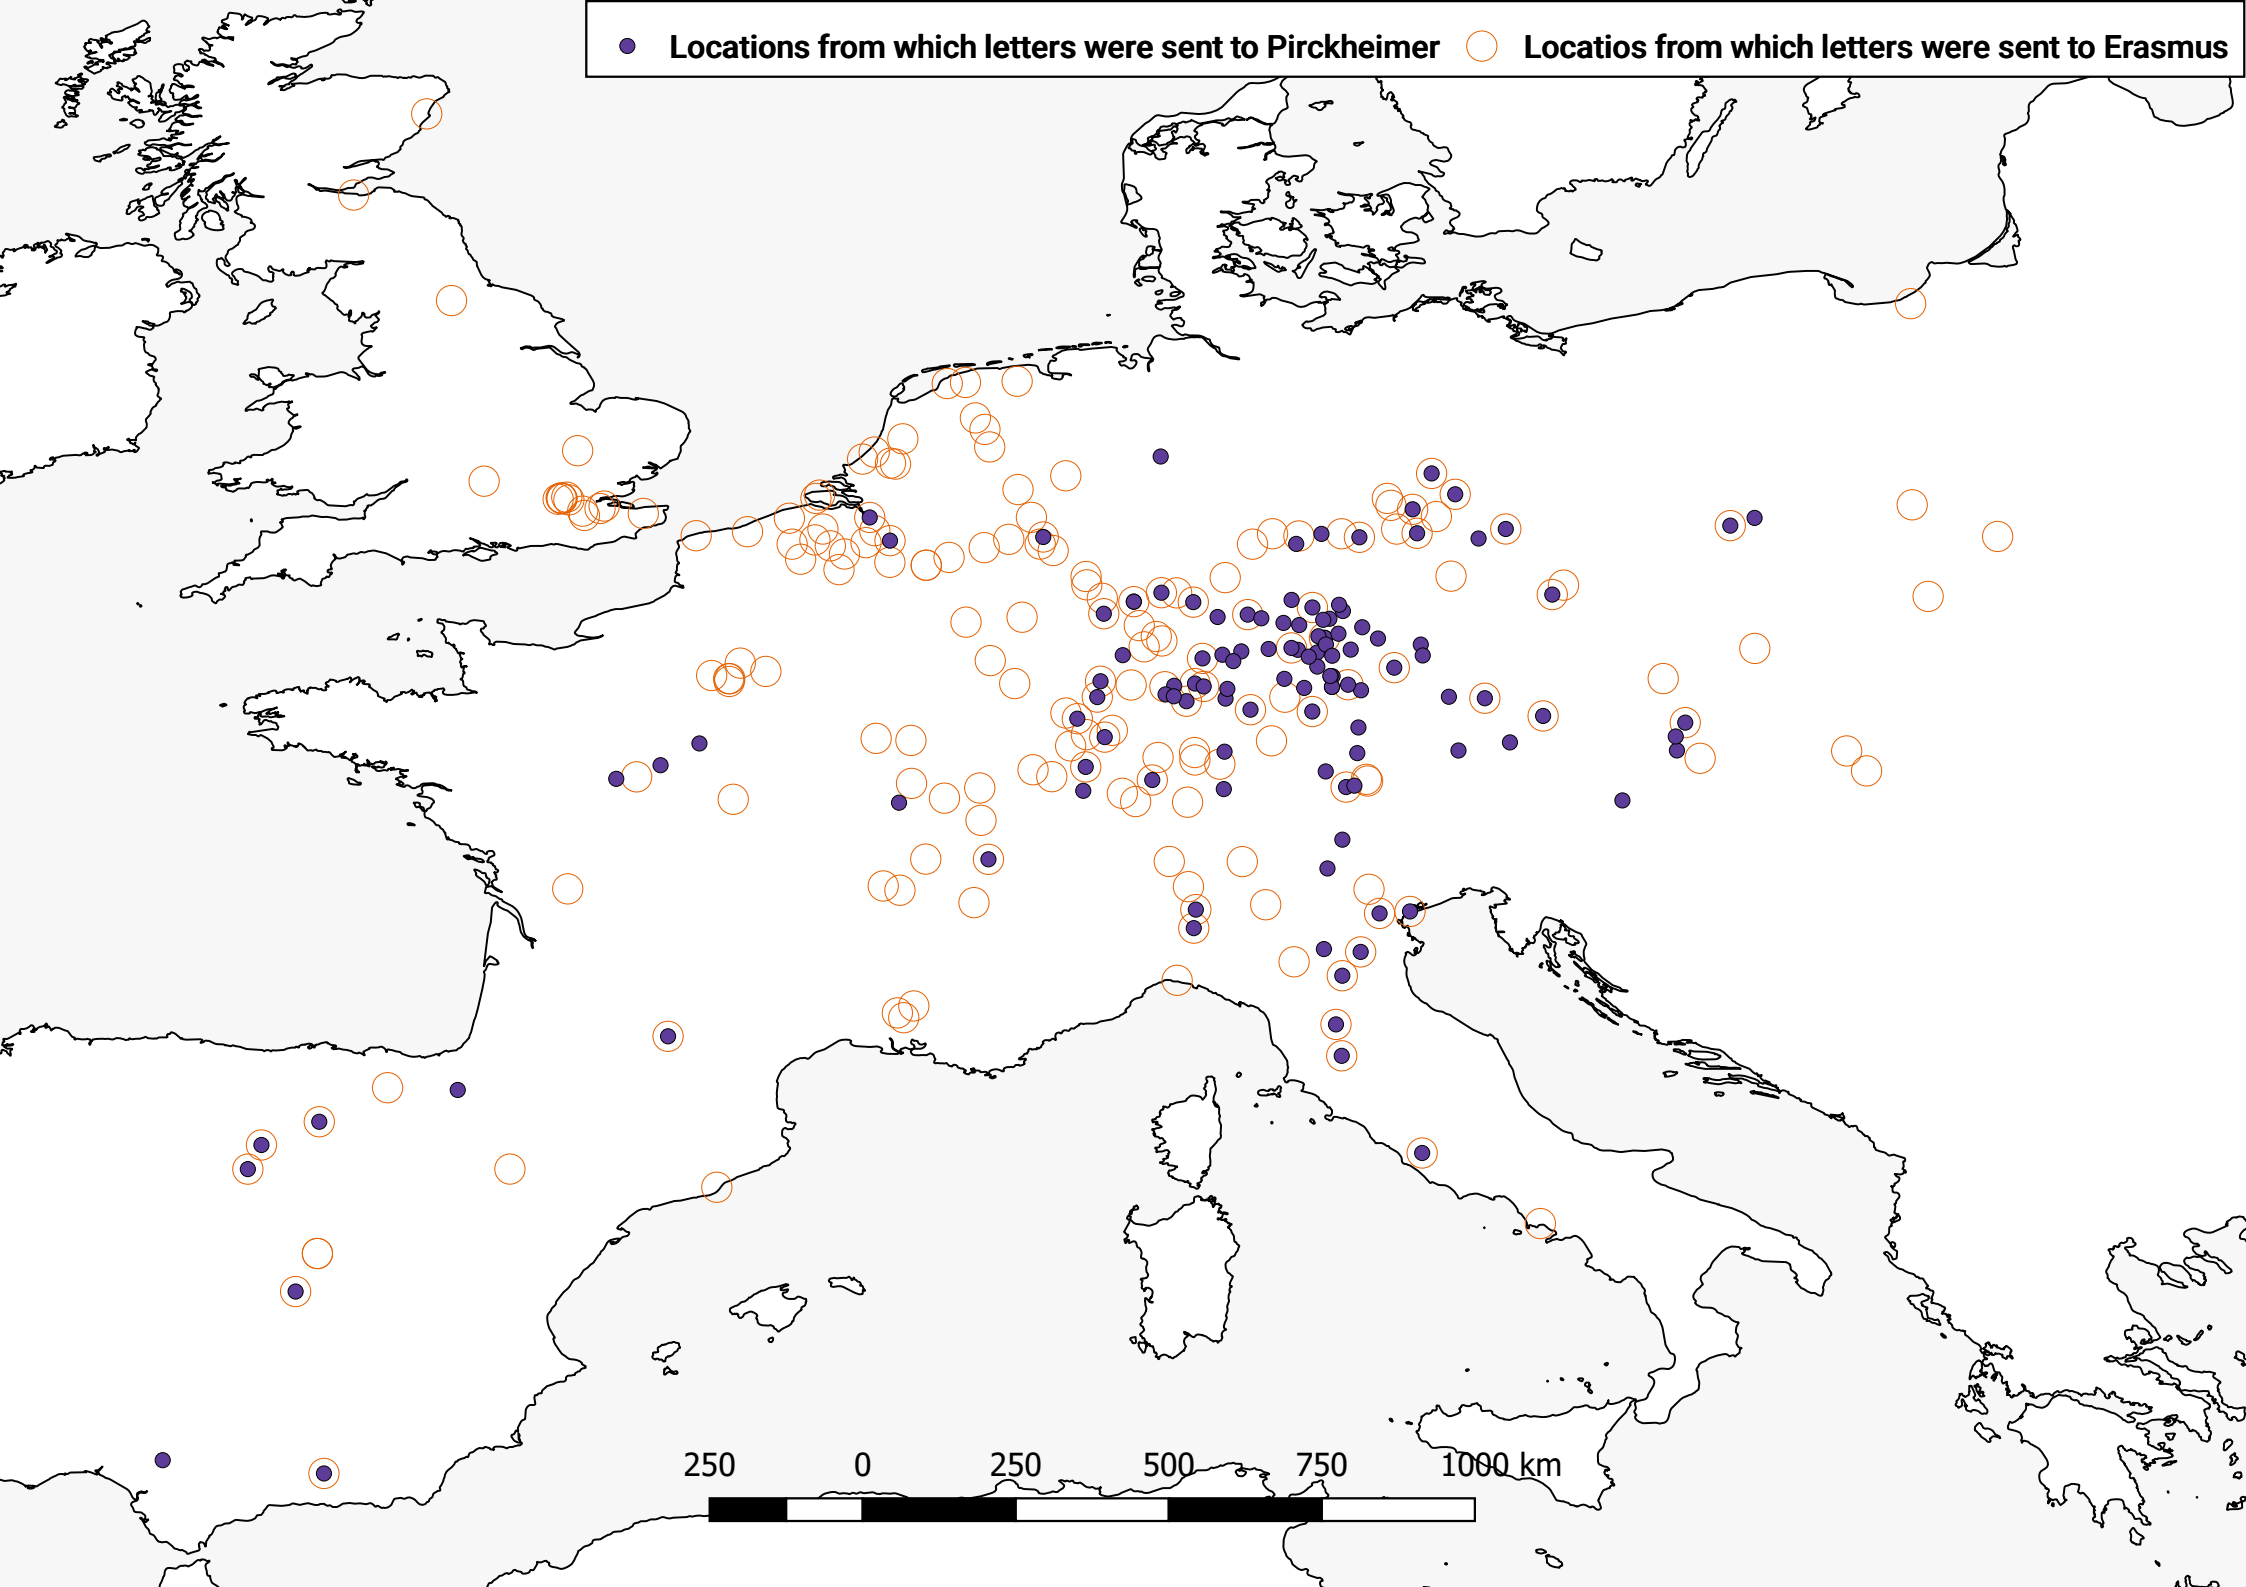 Locations from which letters were sent to Pirckheimer
Locatios from which letters were sent to Erasmus
250 0 250 500 750 1000 km